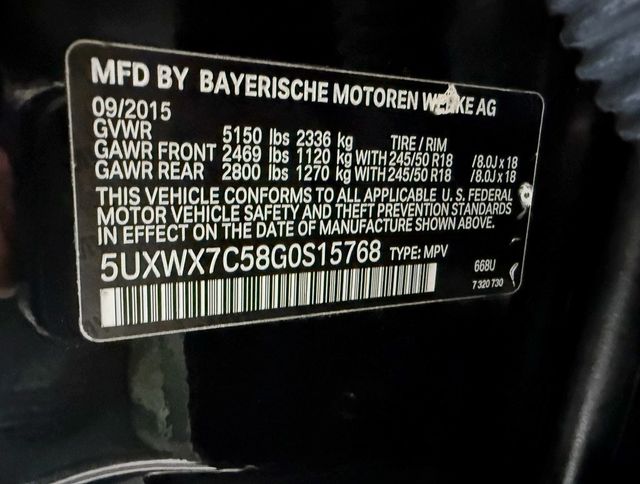 MFD BY BAYERISCHE MOTOREN WERKE AG
09/2015
GVWR 5150 lbs 2336 kg TIRE / RIM
GAWR FRONT 2469 lbs 1120 kg WITH 245/50 R18 /8.0J x 18
GAWR REAR 2800 lbs 1270 kg WITH 245/50 R18 /8.0J x 18
THIS VEHICLE CONFORMS TO ALL APPLICABLE U.S. FEDERAL
MOTOR VEHICLE SAFETY AND THEFT PREVENTION STANDARDS
IN EFFECT ON THE DATE OF MANUFACTURE SHOWN ABOVE.
5UXWX7C58G0S15768 TYPE: MPV
668U
7 320 730